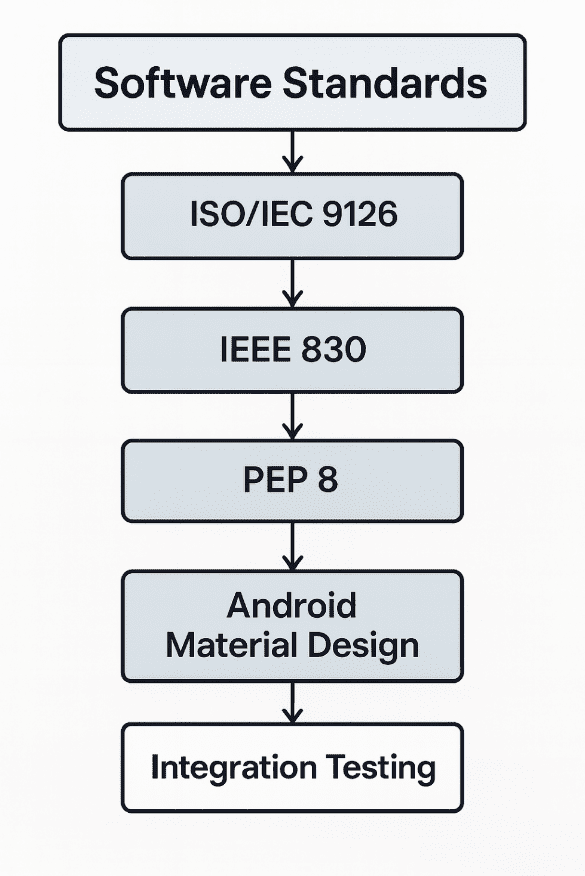 Software Standards
ISO/IEC 9126
IEEE 830
PEP 8
Android
Material Design
Integration Testing